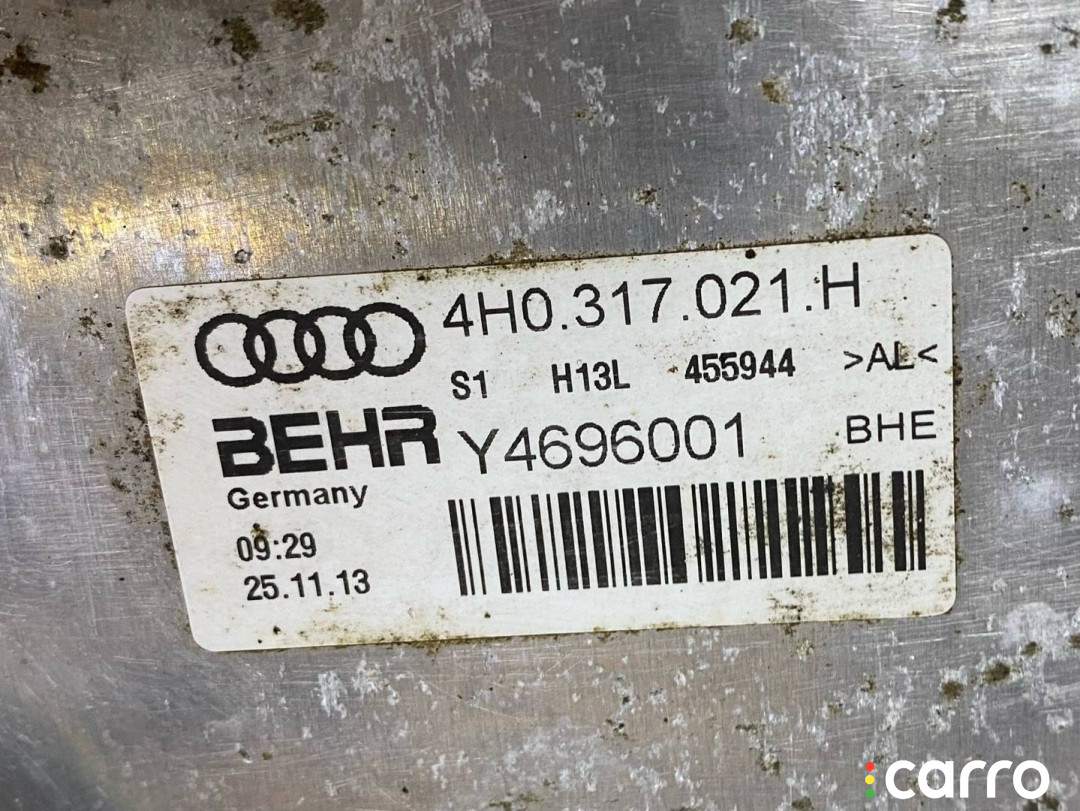 4H0.317.021.H
S1 H13L 455944 >AL<
BEHR Y4696001 BHE
Germany
09:29
25.11.13
carro